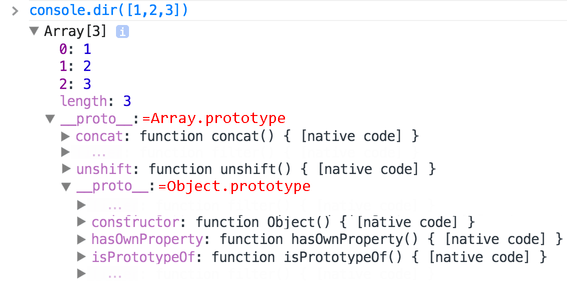 > console.dir([1,2,3])
▼ Array[3] i
0: 1
1: 2
2: 3
length: 3
▼ __proto__:=Array.prototype
▶ concat: function concat() { [native code] }
▶ ...
▶ unshift: function unshift() { [native code] }
▼ __proto__:=Object.prototype
▶ ...
▶ constructor: function Object() { [native code] }
▶ hasOwnProperty: function hasOwnProperty() { [native code] }
▶ isPrototypeOf: function isPrototypeOf() { [native code] }
▶ ...